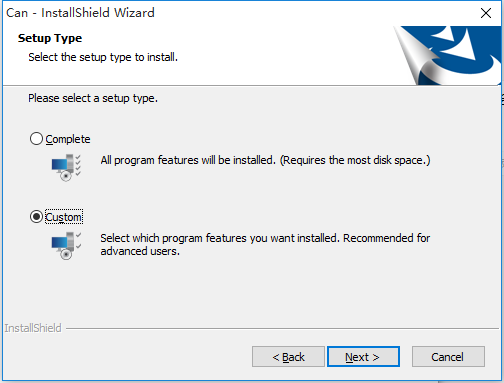 Can - InstallShield Wizard
Setup Type
Select the setup type to install.
Please select a setup type.
Complete
All program features will be installed. (Requires the most disk space.)
Custom
Select which program features you want installed. Recommended for
advanced users.
InstallShield
< Back
Next >
Cancel